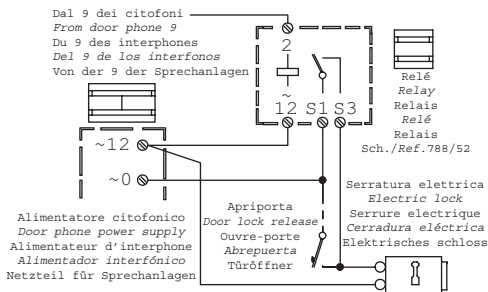 Dal 9 dei citofoni
From door phone 9
Du 9 des interphones
Del 9 de los interfonos
Von der 9 der Sprechanlagen
2
~
12 S1 S3
Relé
Relay
Relais
Relé
Relais
Sch./Ref.788/52
~12
~0
Alimentatore citofonico
Door phone power supply
Alimentateur d'interphone
Alimentador interfónico
Netzteil für Sprechanlagen
Apriporta
Door lock release
Ouvre-porte
Abrepuerta
Türöffner
Serratura elettrica
Electric lock
Serrure electrique
Cerradura eléctrica
Elektrisches schloss